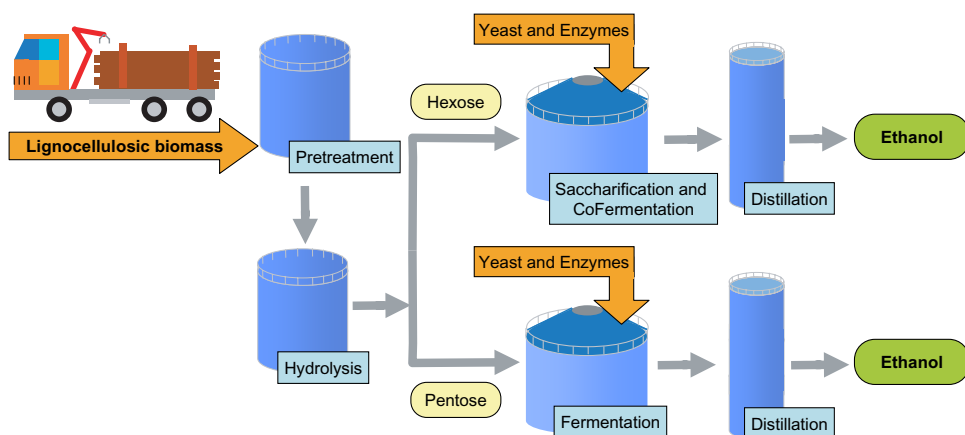 Yeast and Enzymes
Hexose
Lignocellulosic biomass
Pretreatment
Ethanol
Saccharification and
CoFermentation
Distillation
Yeast and Enzymes
Hydrolysis
Ethanol
Pentose
Fermentation
Distillation